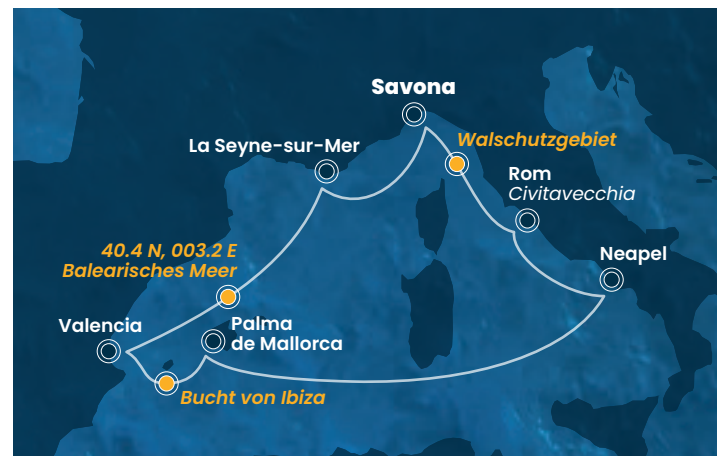 Savona
Walschutzgebiet
La Seyne-sur-Mer
Rom
Civitavecchia
40.4 N, 003.2 E
Balearisches Meer
Neapel
Valencia
Palma
de Mallorca
Bucht von Ibiza